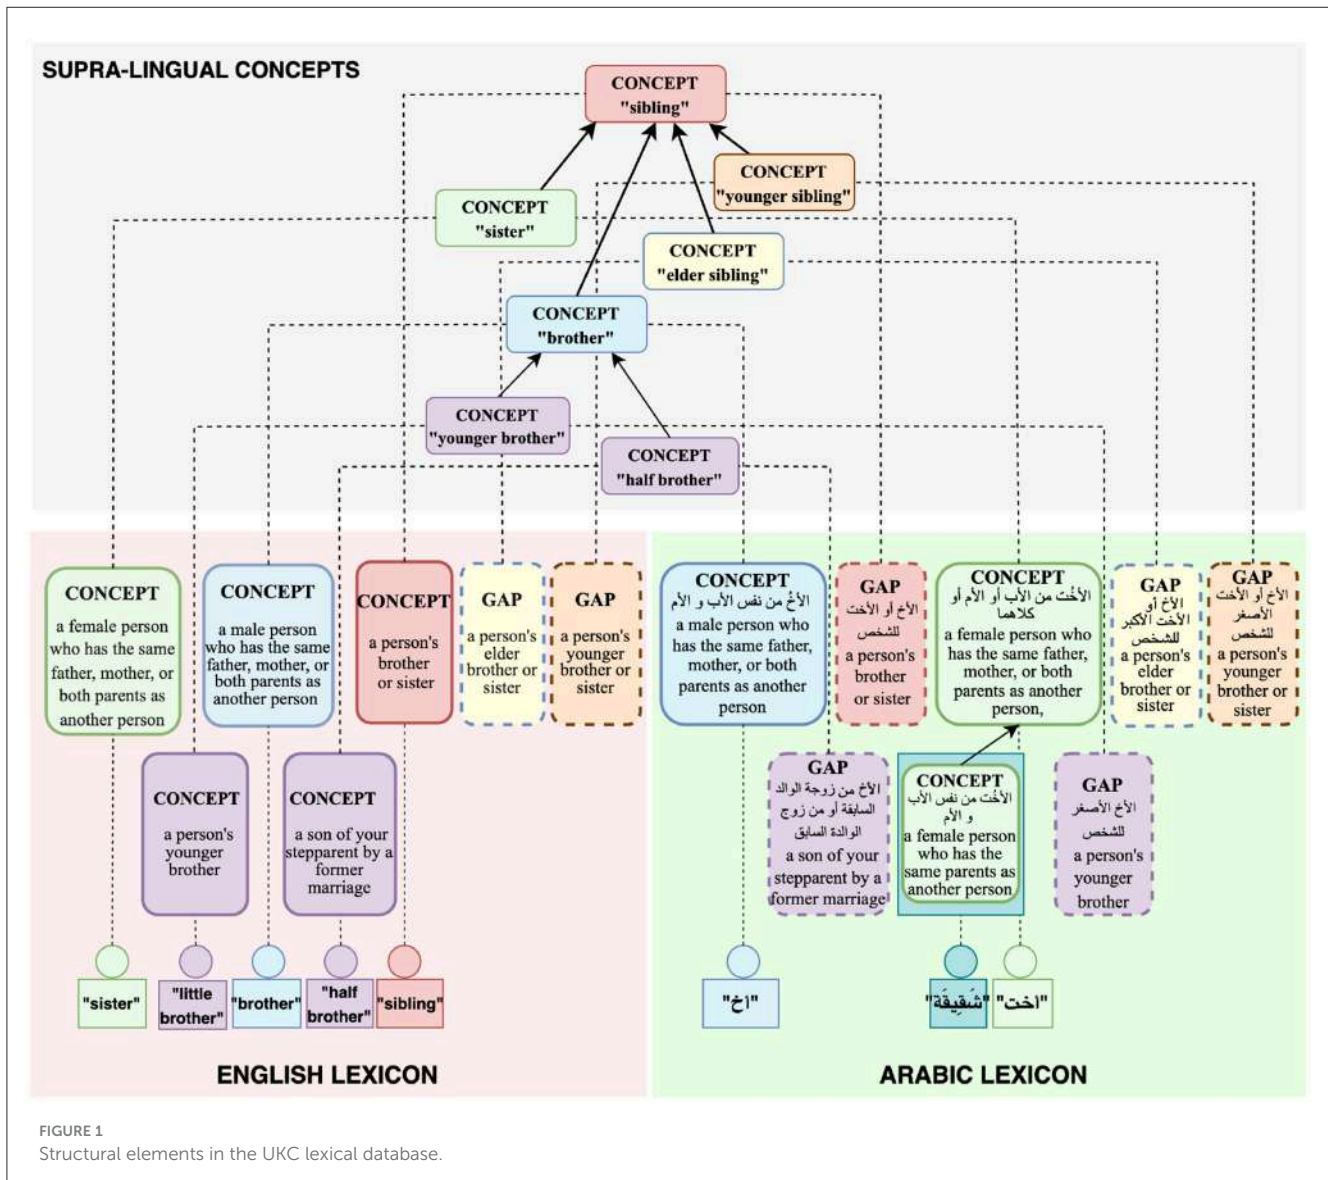 SUPRA-LINGUAL CONCEPTS
CONCEPT
"sibling"
CONCEPT
"younger sibling"
CONCEPT
"sister"
CONCEPT
"elder sibling"
CONCEPT
"brother"
CONCEPT
"younger brother"
CONCEPT
"half brother"
CONCEPT
a female person
who has the same
father, mother, or
both parents as
another person
CONCEPT
a male person
who has the same
father, mother, or
both parents as
another person
CONCEPT
a person's
brother
or sister
GAP
a person's
elder
brother or
sister
GAP
a person's
younger
brother or
sister
CONCEPT
a person's
younger
brother
CONCEPT
a son of your
stepparent by a
former
marriage
"sister"
"little
brother"
"brother"
"half
brother"
"sibling"
ENGLISH LEXICON
CONCEPT
الأخُ من نفس الأب و الأم
a male person who
has the same father,
mother, or both
parents as another
person
GAP
الأخ أو الأخت
للشخص
a person's
brother
or sister
CONCEPT
الأخُت من الأب أو الأم أو
كلاهما
a female person who
has the same father,
mother, or both
parents as another
person,
GAP
الأخ أو
الأخت الأكبر
للشخص
a person's
elder
brother or
sister
GAP
الأخ أو الأخت
الأصغر
للشخص
a person's
younger
brother or
sister
GAP
الأخ من زوجة الوالد
السابقة أو من زوج
الوالدة السابق
a son of your
stepparent by a
former marriage
CONCEPT
الأخُت من نفس الأب
و الأم
a female person
who has the
same parents as
another person
GAP
الأخ الأصغر
للشخص
a person's
younger
brother
"اخ"
"شَقِيقَة"
"اخت"
ARABIC LEXICON
FIGURE 1
Structural elements in the UKC lexical database.